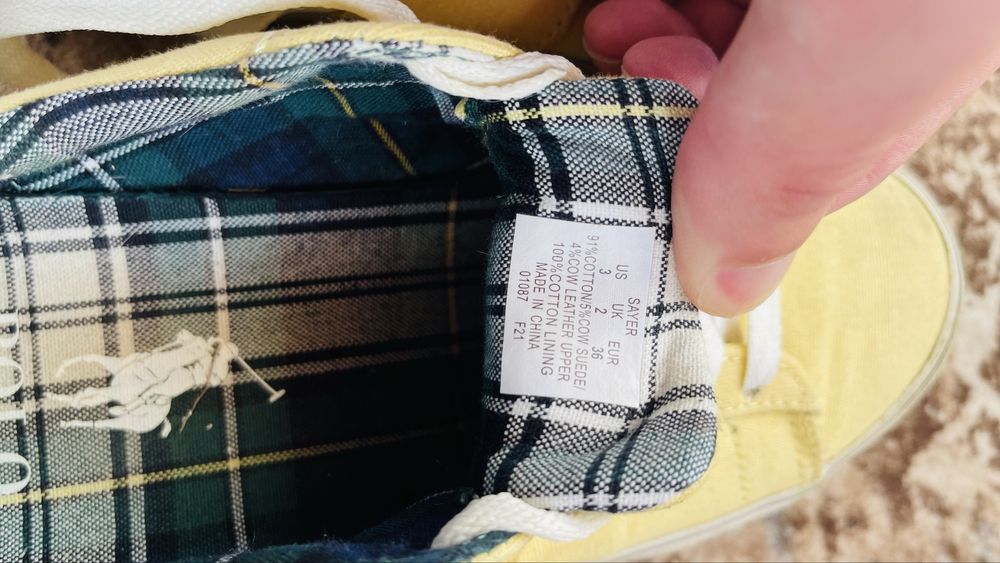 SAYER
US UK EUR
3 2 36
91%COTTON/5%COW SUEDE/
4%COW LEATHER UPPER
100%COTTON LINING
MADE IN CHINA
01087 F21